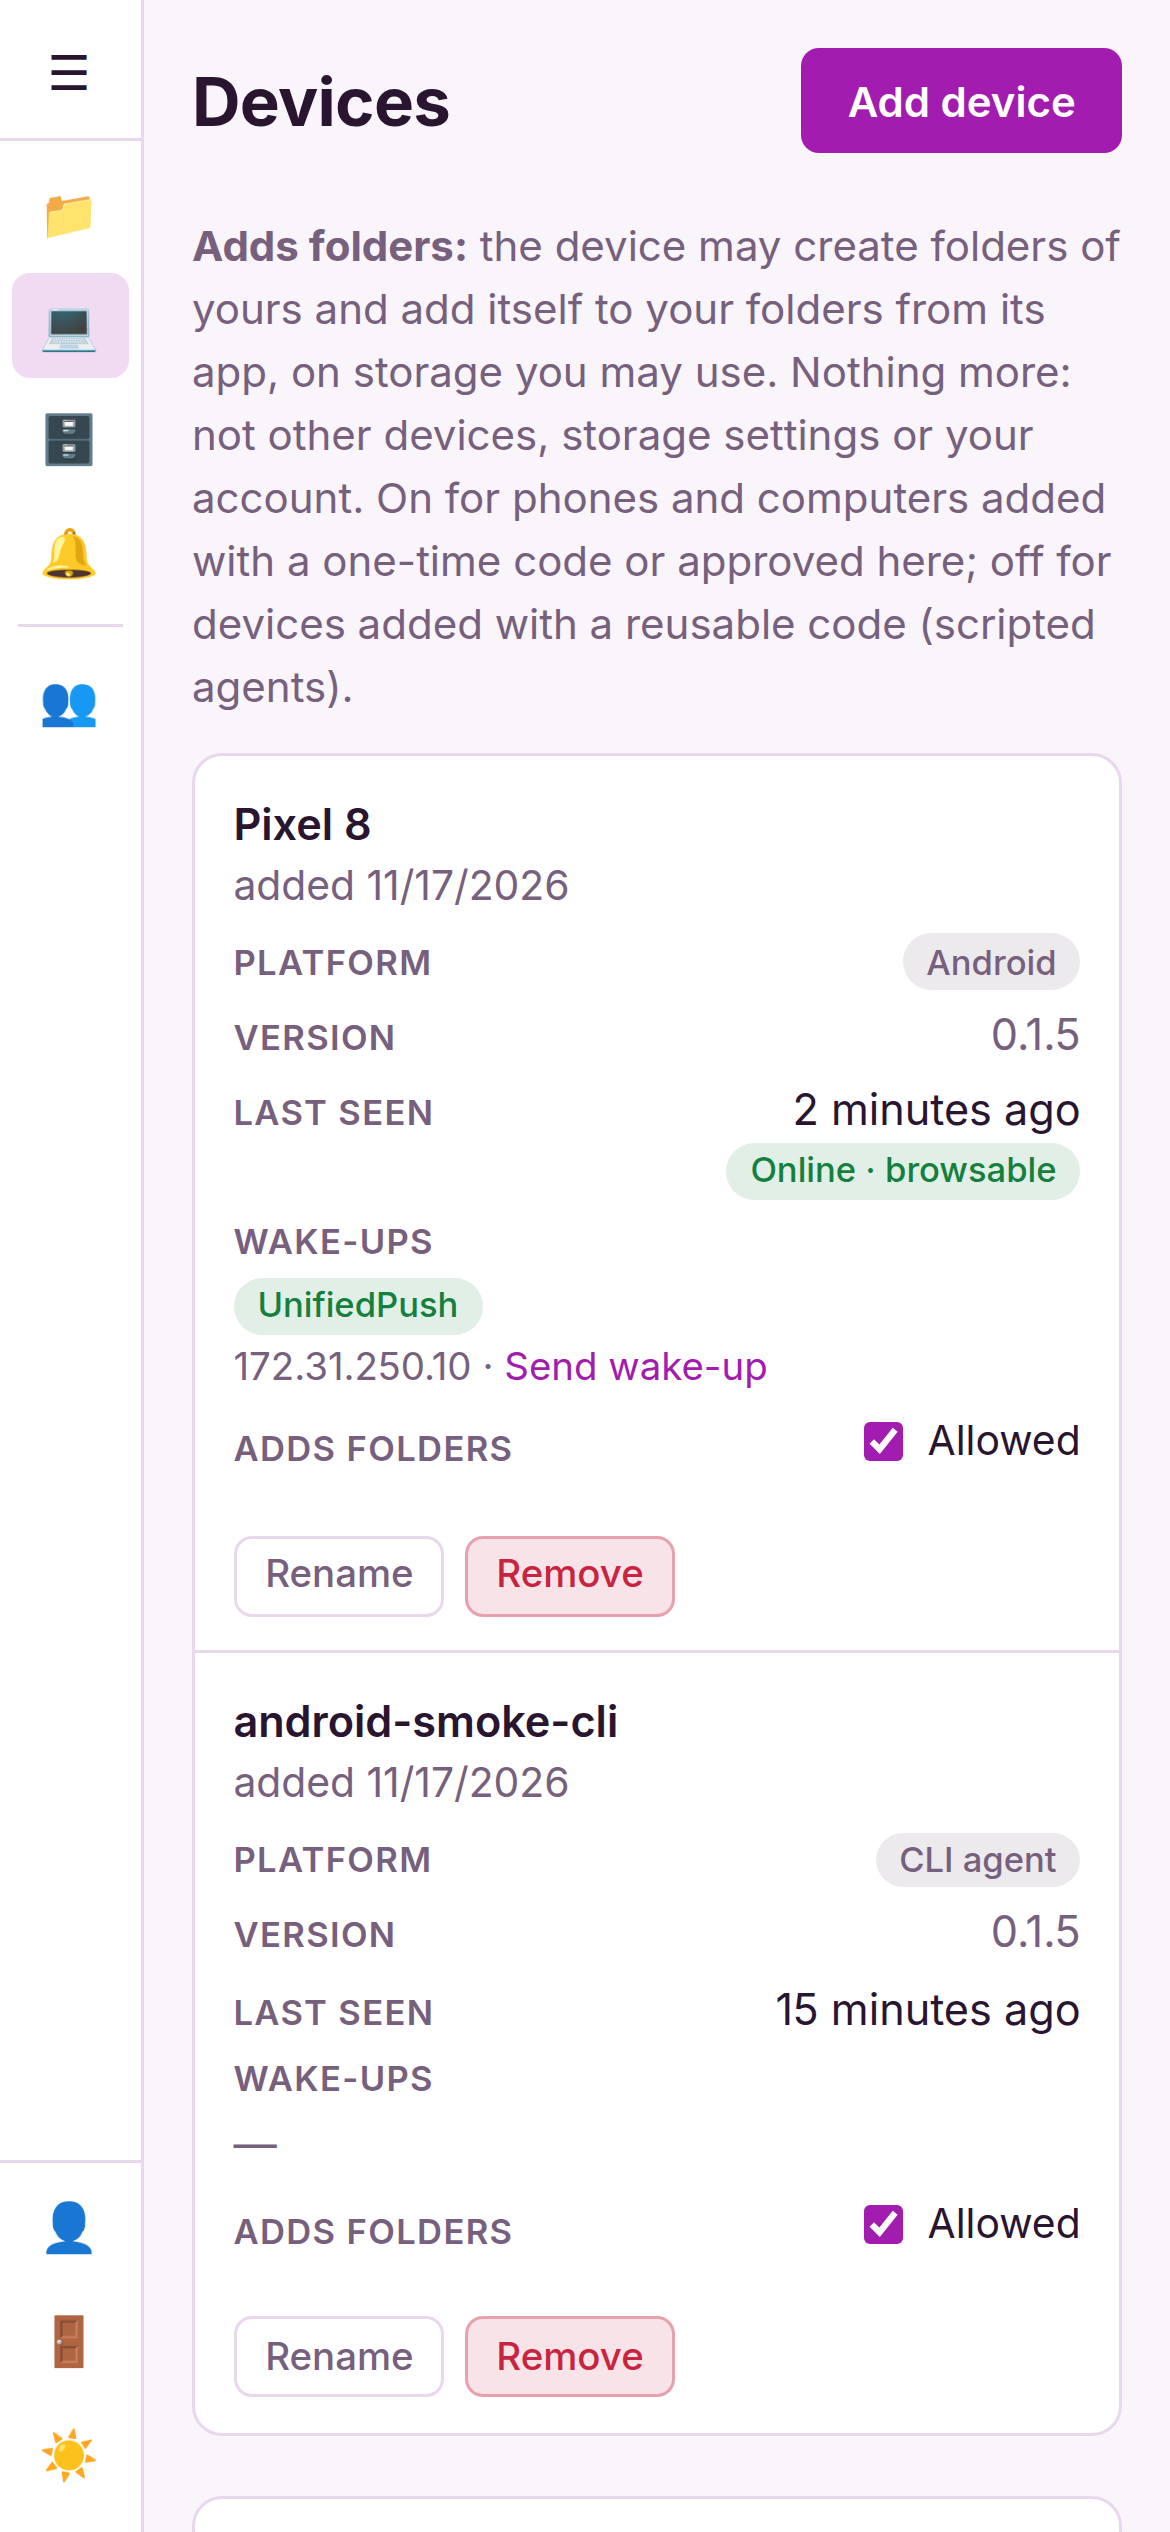 Devices
Add device
Adds folders: the device may create folders of
yours and add itself to your folders from its
app, on storage you may use. Nothing more:
not other devices, storage settings or your
account. On for phones and computers added
with a one-time code or approved here; off for
devices added with a reusable code (scripted
agents).
Pixel 8
added 11/17/2026
PLATFORM Android
VERSION 0.1.5
LAST SEEN 2 minutes ago
Online · browsable
WAKE-UPS
UnifiedPush
172.31.250.10 · Send wake-up
ADDS FOLDERS Allowed
Rename Remove
android-smoke-cli
added 11/17/2026
PLATFORM CLI agent
VERSION 0.1.5
LAST SEEN 15 minutes ago
WAKE-UPS
—
ADDS FOLDERS Allowed
Rename Remove